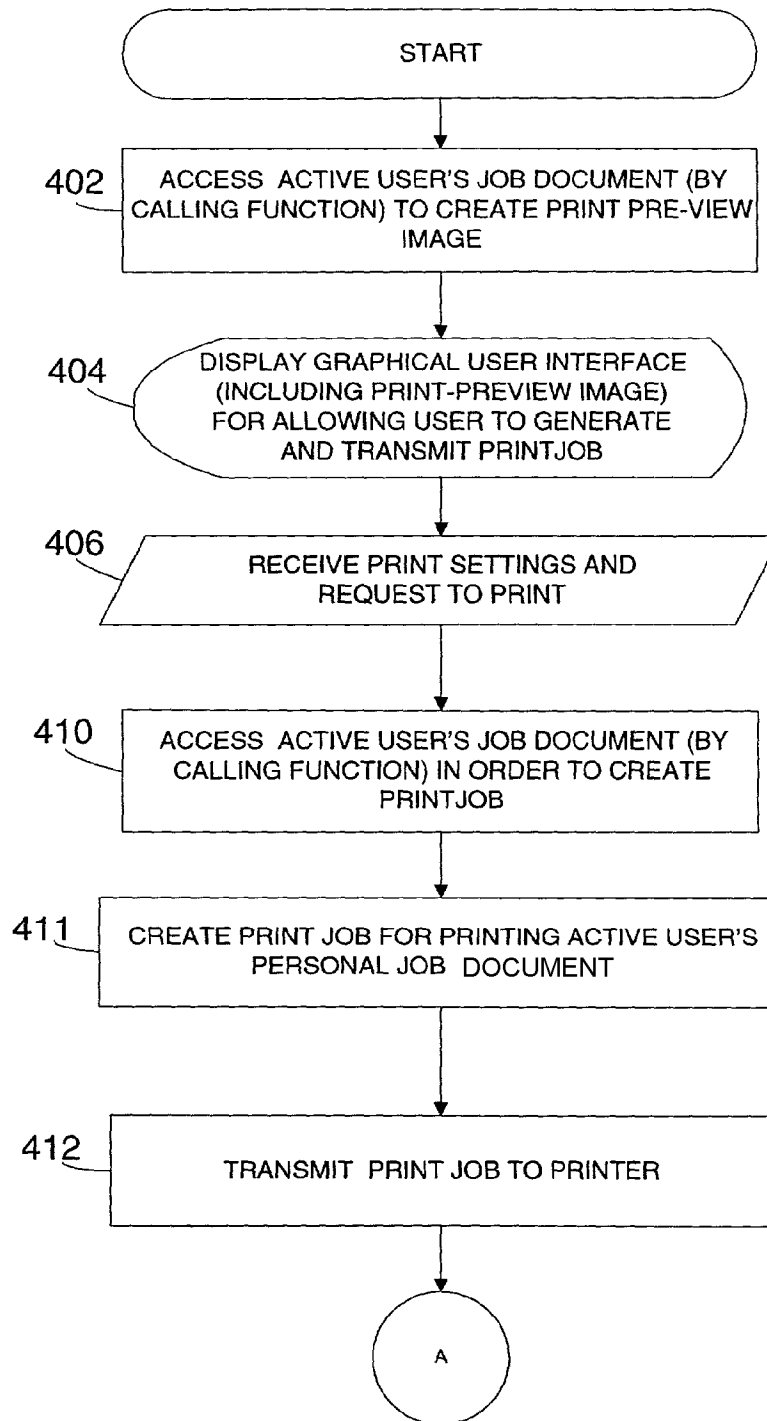 START
402
ACCESS ACTIVE USER'S JOB DOCUMENT (BY
CALLING FUNCTION) TO CREATE PRINT PRE-VIEW
IMAGE
404
DISPLAY GRAPHICAL USER INTERFACE
(INCLUDING PRINT-PREVIEW IMAGE)
FOR ALLOWING USER TO GENERATE
AND TRANSMIT PRINTJOB
406
RECEIVE PRINT SETTINGS AND
REQUEST TO PRINT
410
ACCESS ACTIVE USER'S JOB DOCUMENT (BY
CALLING FUNCTION) IN ORDER TO CREATE
PRINTJOB
411
CREATE PRINT JOB FOR PRINTING ACTIVE USER'S
PERSONAL JOB DOCUMENT
412
TRANSMIT PRINT JOB TO PRINTER
A